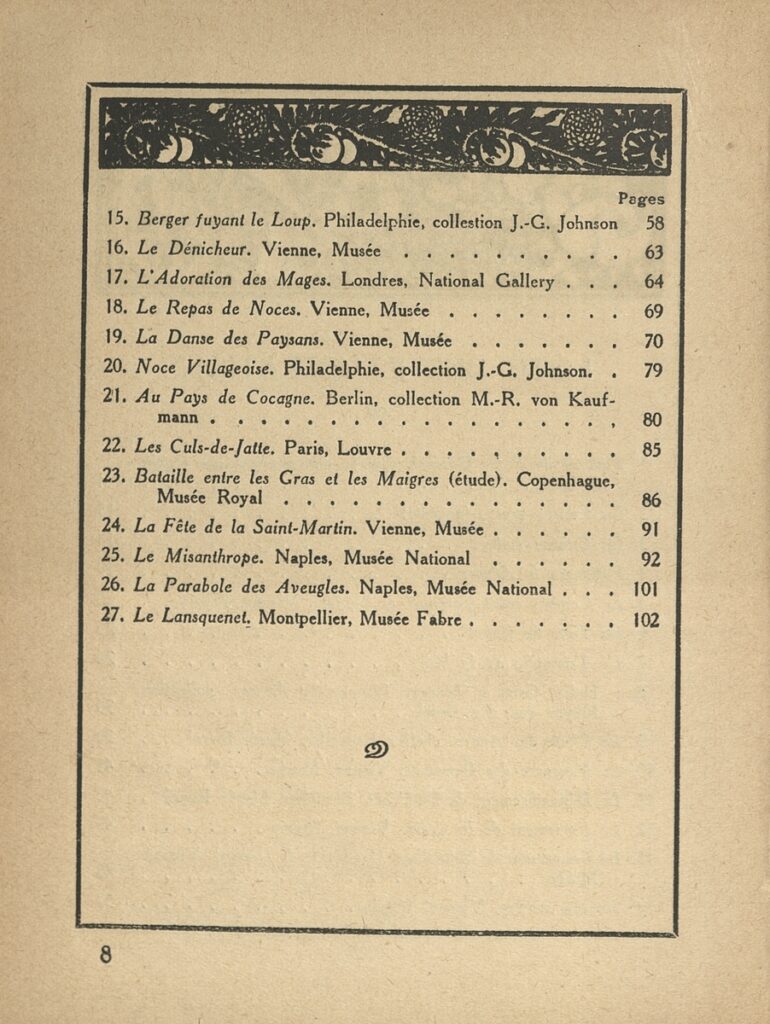 Pages
15. Berger fuyant le Loup. Philadelphie, collestion J.-G. Johnson 58
16. Le Dénicheur. Vienne, Musée . . . . . . . . . . 63
17. L'Adoration des Mages. Londres, National Gallery . . . 64
18. Le Repas de Noces. Vienne, Musée . . . . . . . . 69
19. La Danse des Paysans. Vienne, Musée . . . . . . . 70
20. Noce Villageoise. Philadelphie, collection J.-G. Johnson. . 79
21. Au Pays de Cocagne. Berlin, collection M.-R. von Kauf-
mann . . . . . . . . . . . . . . . . . 80
22. Les Culs-de-Jatte. Paris, Louvre . . . . . . . . . . 85
23. Bataille entre les Gras et les Maigres (étude). Copenhague,
Musée Royal . . . . . . . . . . . . . . 86
24. La Fête de la Saint-Martin. Vienne, Musée . . . . . . 91
25. Le Misanthrope. Naples, Musée National . . . . . . 92
26. La Parabole des Aveugles. Naples, Musée National . . . 101
27. Le Lansquenet. Montpellier, Musée Fabre . . . . . . . 102
8